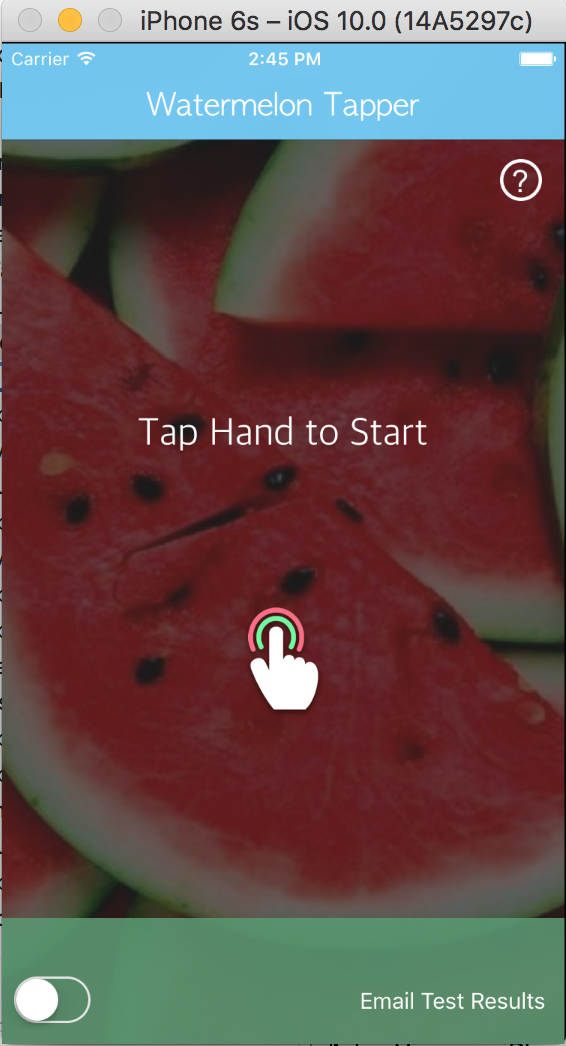 iPhone 6s – iOS 10.0 (14A5297c)
Carrier 2:45 PM
Watermelon Tapper
?
Tap Hand to Start
Email Test Results